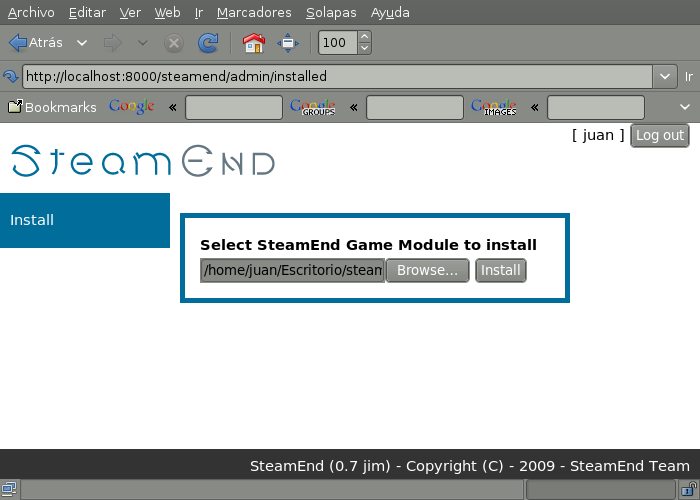 Archivo Editar Ver Web Ir Marcadores Solapas Ayuda
Atrás 100
http://localhost:8000/steamend/admin/installed Ir
Bookmarks Google « Google GROUPS « Google IMAGES «
[ juan ] Log out
SteamEnd
Install
Select SteamEnd Game Module to install
/home/juan/Escritorio/steam Browse... Install
SteamEnd (0.7 jim) - Copyright (C) - 2009 - SteamEnd Team